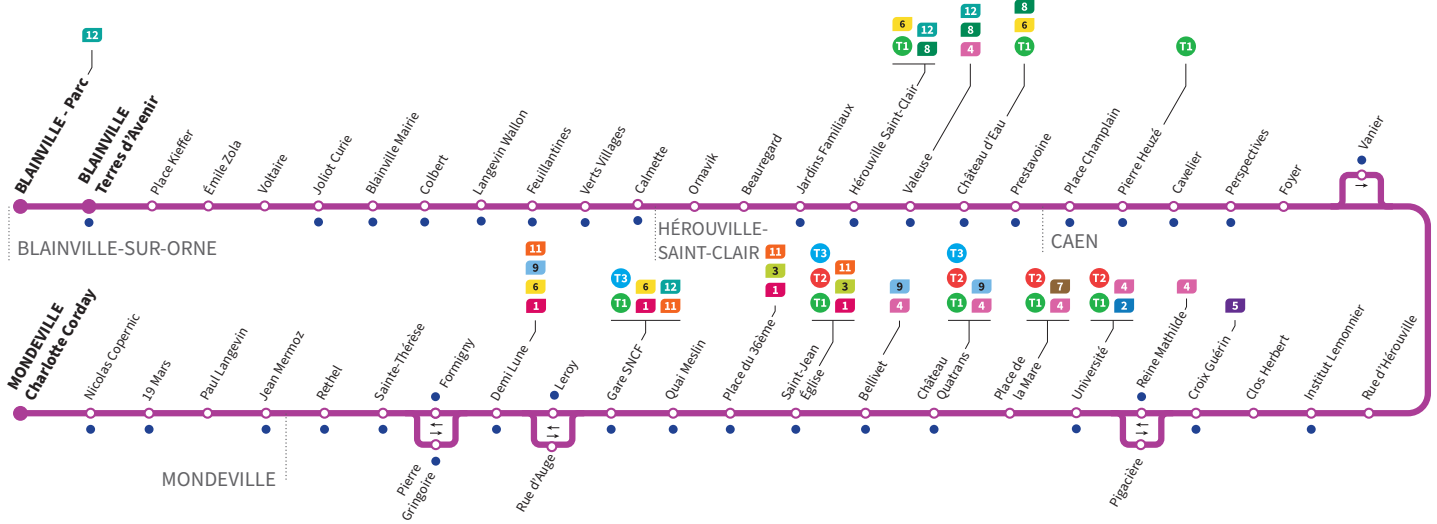 12
6
T1
12
8
12
8
4
8
6
T1
T1
BLAINVILLE - Parc
BLAINVILLE
Terres d'Avenir
Place Kieffer
Émile Zola
Voltaire
Joliot Curie
Blainville Mairie
Colbert
Langevin Wallon
Feuillantines
Verts Villages
Calmette
Ornavik
Beauregard
Jardins Familiaux
Hérouville Saint-Clair
Valeuse
Château d'Eau
Prestavoine
Place Champlain
Pierre Heuzé
Cavelier
Perspectives
Foyer
Vanier
→
BLAINVILLE-SUR-ORNE
HÉROUVILLE-
SAINT-CLAIR
CAEN
11
9
6
1
T3
T1
6
1
12
11
11
3
1
T3
T2
T1
11
3
1
9
4
T3
T2
T1
9
4
T2
T1
7
4
T2
T1
4
2
4
5
MONDEVILLE
Charlotte Corday
Nicolas Copernic
19 Mars
Paul Langevin
Jean Mermoz
Rethel
Sainte-Thérèse
Formigny
Demi Lune
Leroy
Gare SNCF
Quai Meslin
Place du 36ème
Saint-Jean
Église
Bellivet
Château
Quatrans
Place de
la Mare
Université
Reine Mathilde
Croix Guérin
Clos Herbert
Institut Lemonnier
Rue d'Hérouville
←
→
←
→
←
→
MONDEVILLE
Pierre
Gringoire
Rue d'Auge
Pigacière